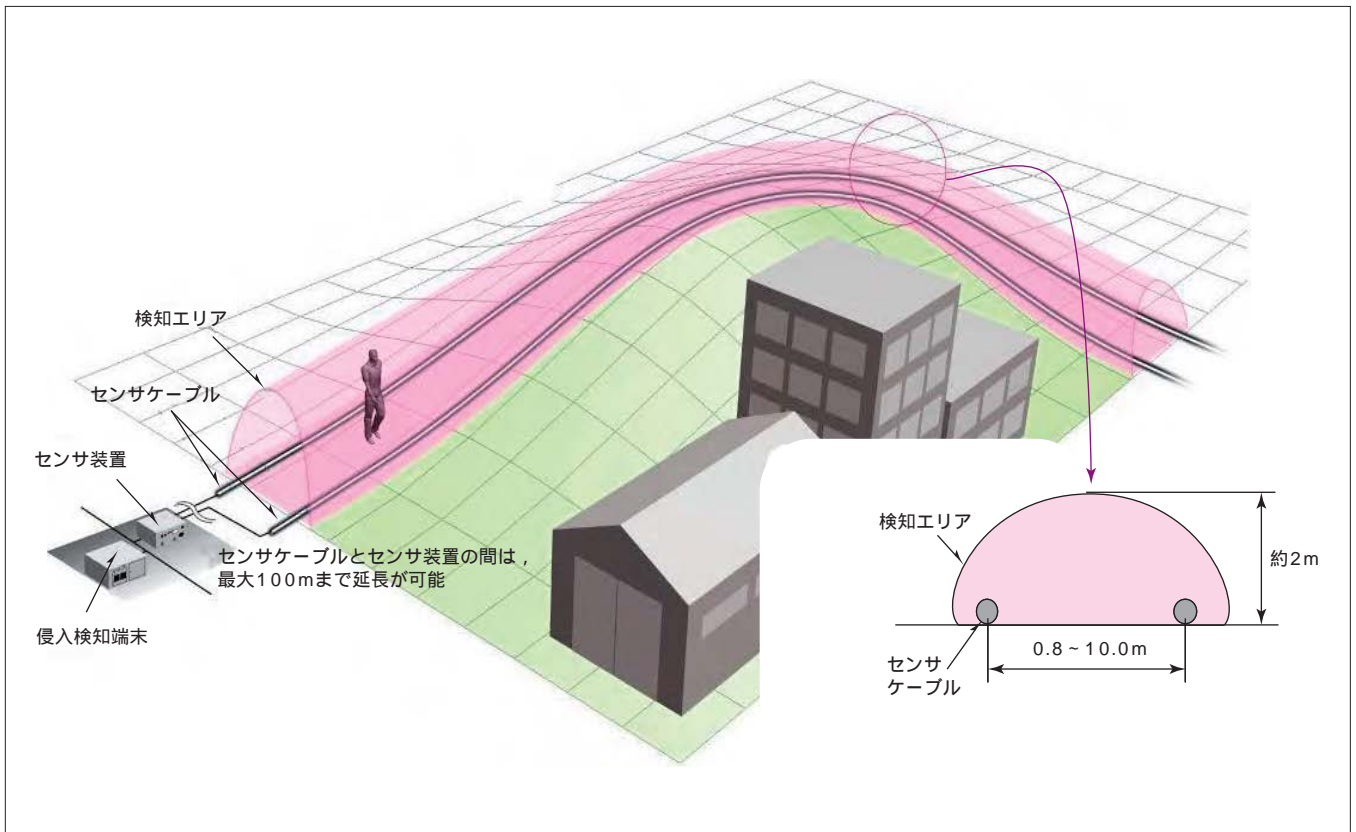 検知エリア
センサケーブル
センサ装置
センサケーブルとセンサ装置の間は，
最大100mまで延長が可能
侵入検知端末
検知エリア
約2m
0.8~10.0m
センサ
ケーブル